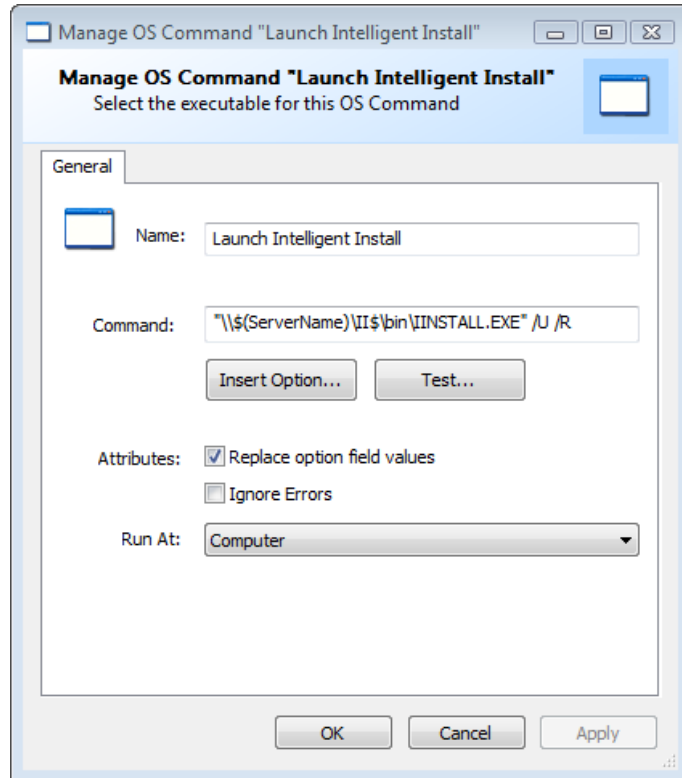 Manage OS Command "Launch Intelligent Install"
Manage OS Command "Launch Intelligent Install"
Select the executable for this OS Command
General
Name: Launch Intelligent Install
Command: "\\$(ServerName)\II$\bin\IINSTALL.EXE" /U /R
Insert Option... Test...
Attributes: Replace option field values
Ignore Errors
Run At: Computer
OK Cancel Apply